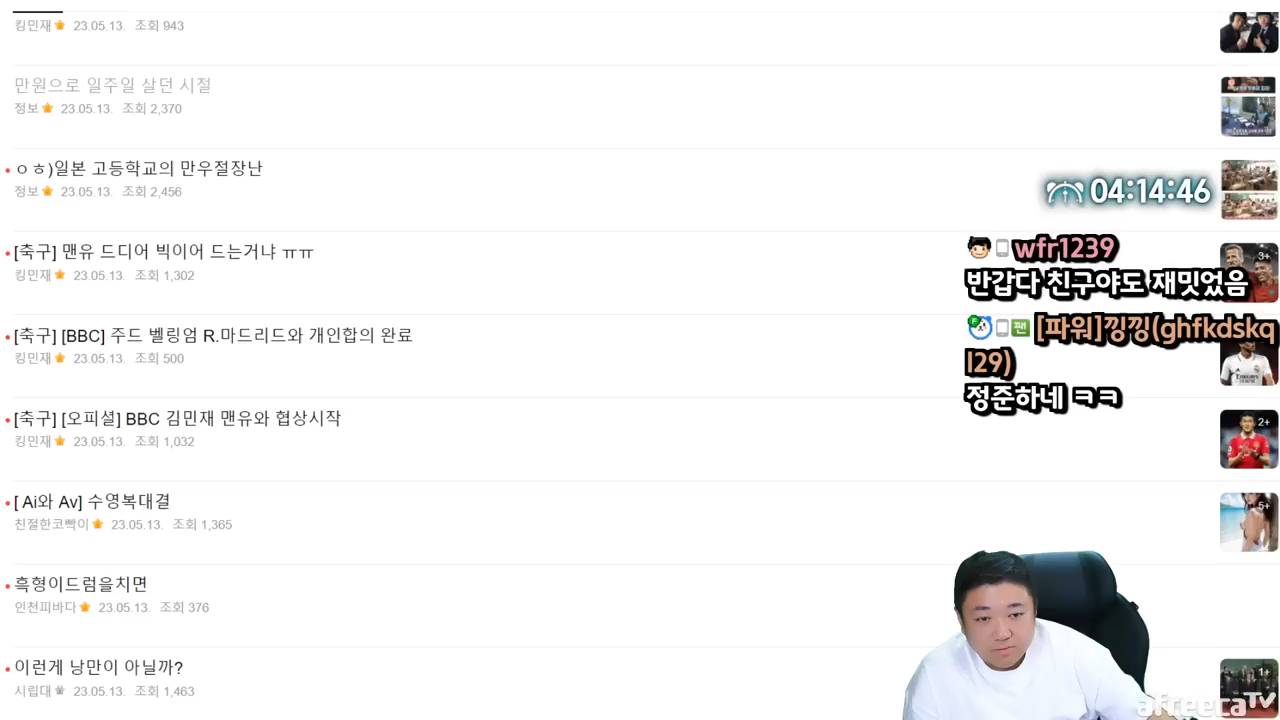 킹민재 23.05.13. 조회 943
만원으로 일주일 살던 시절
정보 23.05.13. 조회 2,370
ㅇㅎ)일본 고등학교의 만우절장난
정보 23.05.13. 조회 2,456
04:14:46
[축구] 맨유 드디어 빅이어 드는거냐 ㅠㅠ
킹민재 23.05.13. 조회 1,302
3+
wfr1239
반갑다 친구야도 재밋었음
[축구] [BBC] 주드 벨링엄 R.마드리드와 개인합의 완료
킹민재 23.05.13. 조회 500
F 짼 [파워]낑낑(ghfkdskq
l29)
정준하네 ㅋㅋ
[축구] [오피셜] BBC 김민재 맨유와 협상시작
킹민재 23.05.13. 조회 1,032
2+
[ Ai와 Av] 수영복대결
친절한코빡이 23.05.13. 조회 1,365
5+
흑형이드럼을치면
인천피바다 23.05.13. 조회 376
이런게 낭만이 아닐까?
시립대 23.05.13. 조회 1,463
1+
afreecaTV